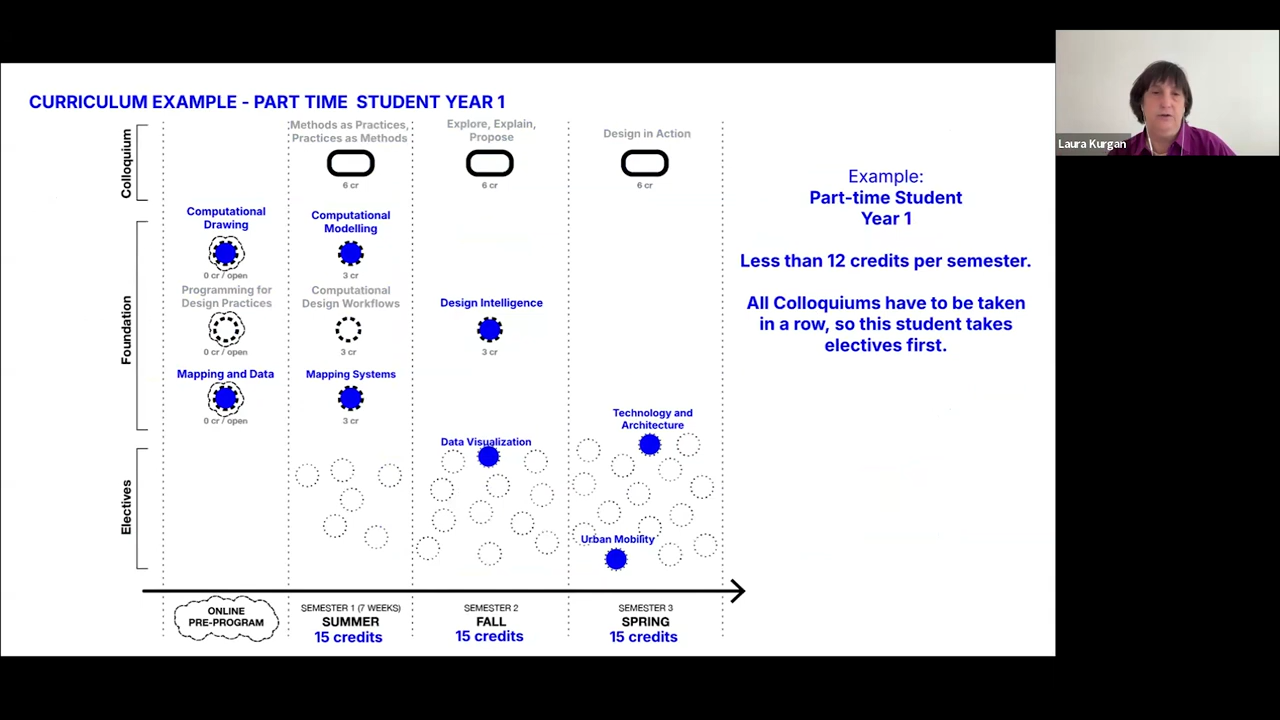 CURRICULUM EXAMPLE - PART TIME STUDENT YEAR 1
Colloquium
Methods as Practices,
Practices as Methods
6 cr
Explore, Explain,
Propose
6 cr
Design in Action
6 cr
Foundation
Computational
Drawing
0 cr / open
Computational
Modelling
3 cr
Programming for
Design Practices
0 cr / open
Computational
Design Workflows
3 cr
Design Intelligence
3 cr
Mapping and Data
0 cr / open
Mapping Systems
3 cr
Electives
Data Visualization
Technology and
Architecture
Urban Mobility
ONLINE
PRE-PROGRAM
SEMESTER 1 (7 WEEKS)
SUMMER
15 credits
SEMESTER 2
FALL
15 credits
SEMESTER 3
SPRING
15 credits
Example:
Part-time Student
Year 1
Less than 12 credits per semester.
All Colloquiums have to be taken
in a row, so this student takes
electives first.
Laura Kurgan